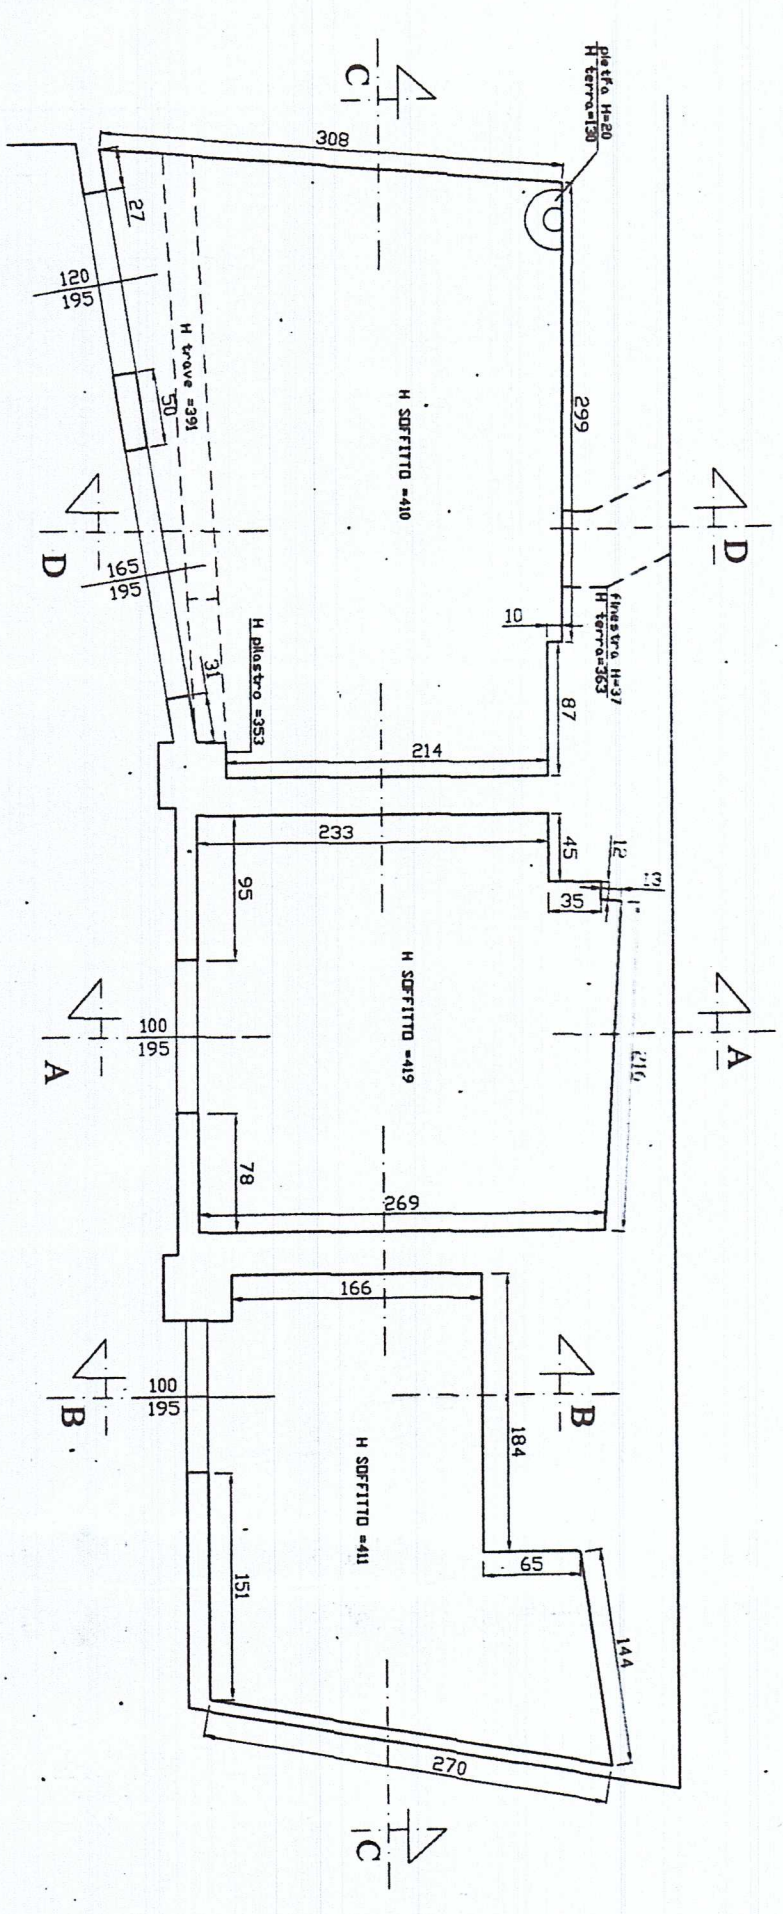 C
pietra H=20
H terra=130
308
27
120
195
50
H trave =391
H SOFFITTO =410
299
D
D
165
195
31
H pilastro =353
10
finestra H=37
H terra=363
87
214
233
45
12
35
95
H SOFFITTO =419
A
A
100
195
216
78
269
166
B
B
100
195
184
H SOFFITTO =411
65
151
144
270
C